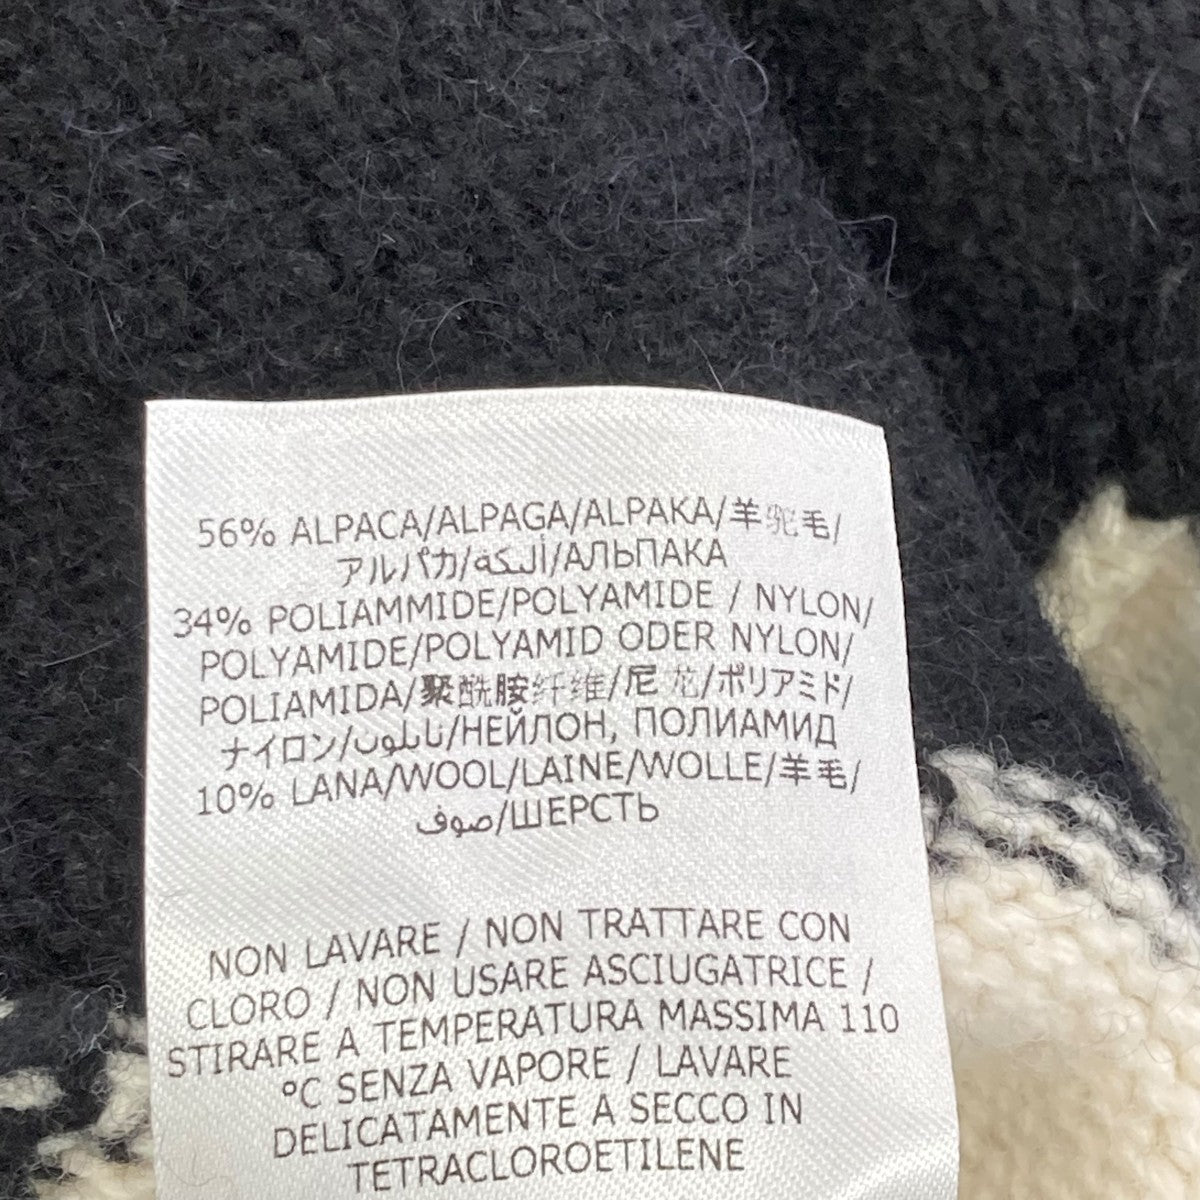 56% ALPACA/ALPAGA/ALPAKA/羊驼毛/
アルパカ/ألبكة/АЛЬПАКА
34% POLIAMMIDE/POLYAMIDE / NYLON/
POLYAMIDE/POLYAMID ODER NYLON/
POLIAMIDA/聚酰胺纤维/尼龙/ポリアミド/
ナイロン/نايلون/НЕЙЛОН, ПОЛИАМИД
10% LANA/WOOL/LAINE/WOLLE/羊毛/
صوف/ШЕРСТЬ
NON LAVARE / NON TRATTARE CON
CLORO / NON USARE ASCIUGATRICE /
STIRARE A TEMPERATURA MASSIMA 110
°C SENZA VAPORE / LAVARE
DELICATAMENTE A SECCO IN
TETRACLOROETILENE